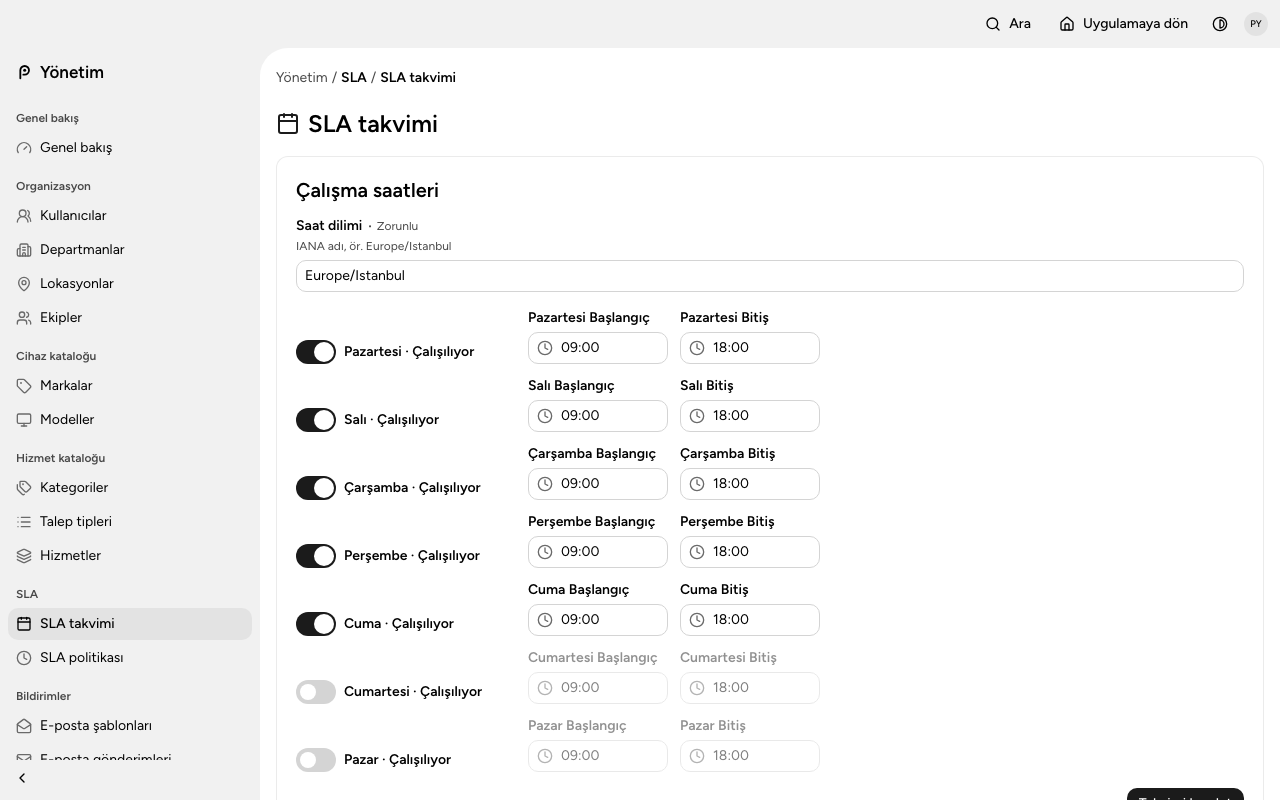 Ara
Uygulamaya dön
PY
Yönetim
Genel bakış
Genel bakış
Organizasyon
Kullanıcılar
Departmanlar
Lokasyonlar
Ekipler
Cihaz kataloğu
Markalar
Modeller
Hizmet kataloğu
Kategoriler
Talep tipleri
Hizmetler
SLA
SLA takvimi
SLA politikası
Bildirimler
E-posta şablonları
E-posta gönderimleri
Yönetim / SLA / SLA takvimi
SLA takvimi
Çalışma saatleri
Saat dilimi · Zorunlu
IANA adı, ör. Europe/Istanbul
Europe/Istanbul
Pazartesi Başlangıç Pazartesi Bitiş
Pazartesi · Çalışılıyor 09:00 18:00
Salı Başlangıç Salı Bitiş
Salı · Çalışılıyor 09:00 18:00
Çarşamba Başlangıç Çarşamba Bitiş
Çarşamba · Çalışılıyor 09:00 18:00
Perşembe Başlangıç Perşembe Bitiş
Perşembe · Çalışılıyor 09:00 18:00
Cuma Başlangıç Cuma Bitiş
Cuma · Çalışılıyor 09:00 18:00
Cumartesi Başlangıç Cumartesi Bitiş
Cumartesi · Çalışılıyor 09:00 18:00
Pazar Başlangıç Pazar Bitiş
Pazar · Çalışılıyor 09:00 18:00